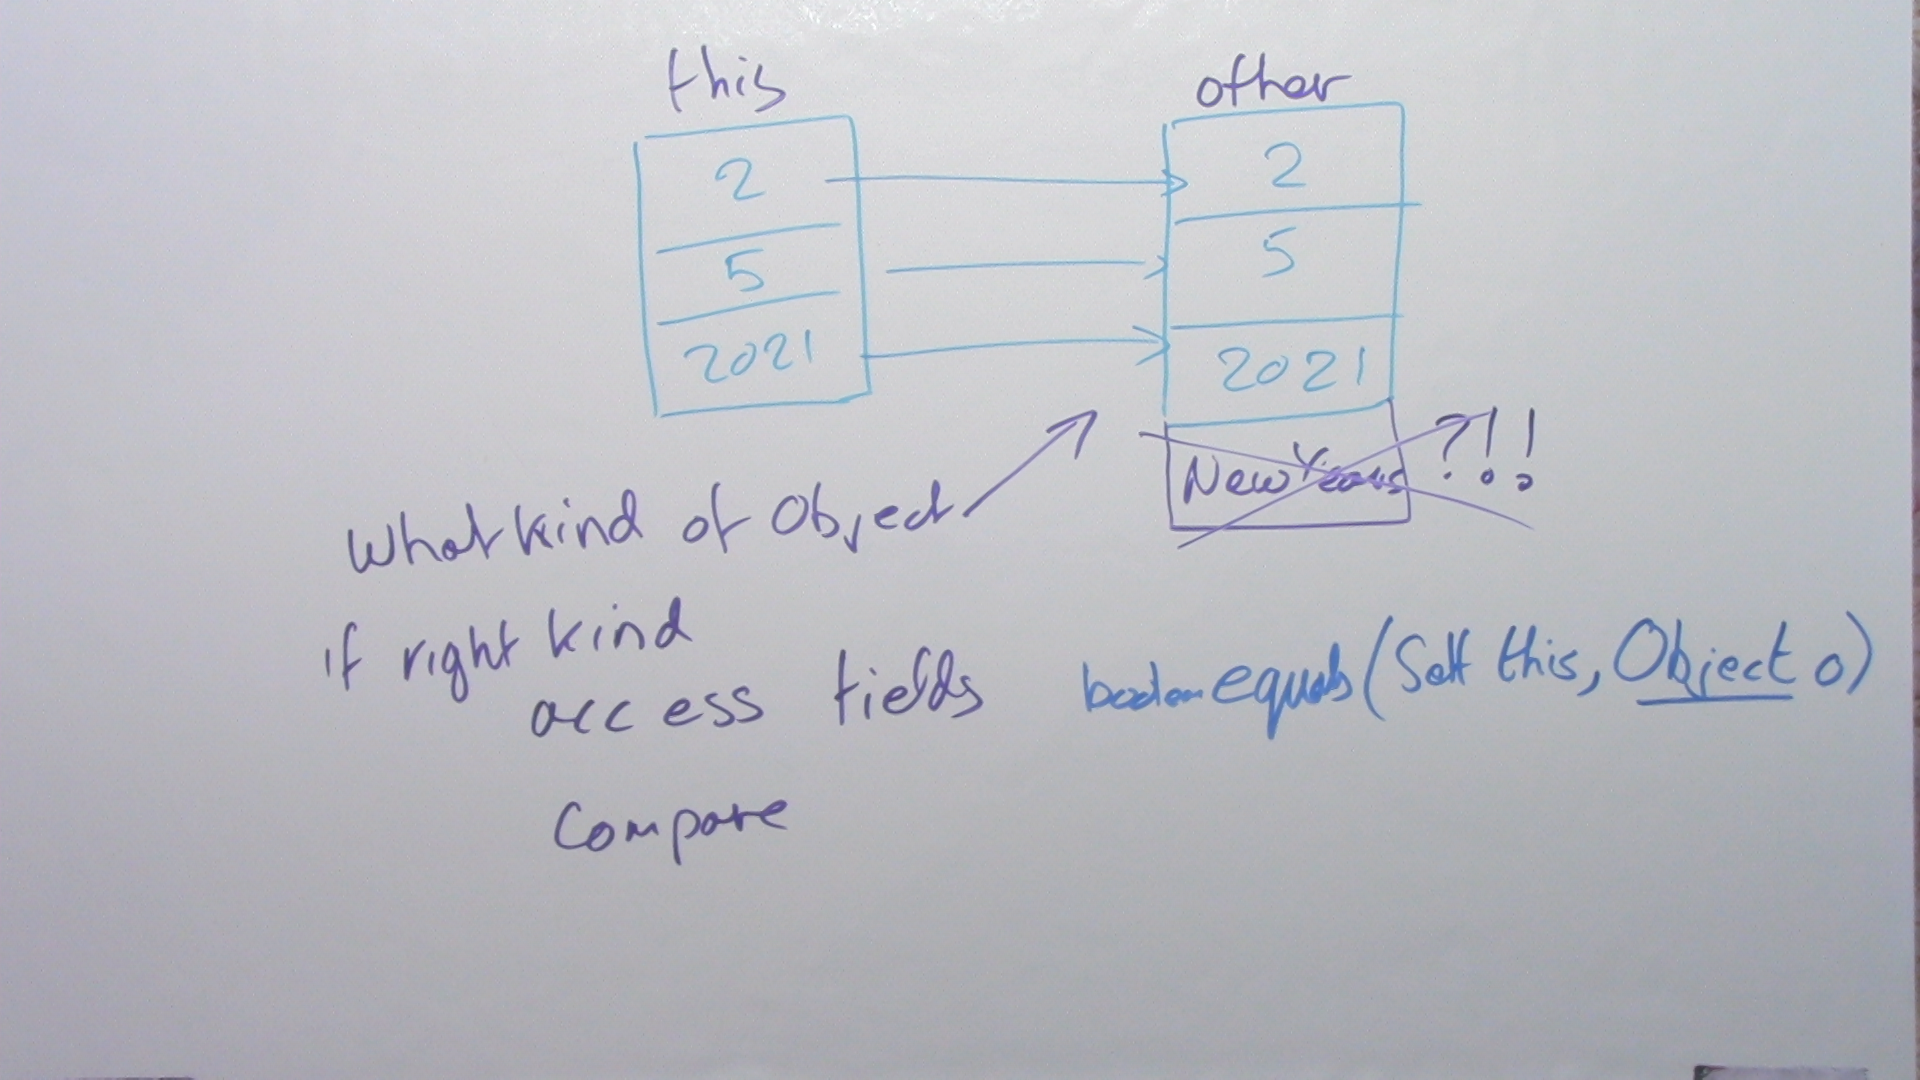 this
other
2
2
5
5
2021
2021
New Years ?!!
What kind of Object
if right kind
access fields
boolean equals(Self this, Object o)
Compare